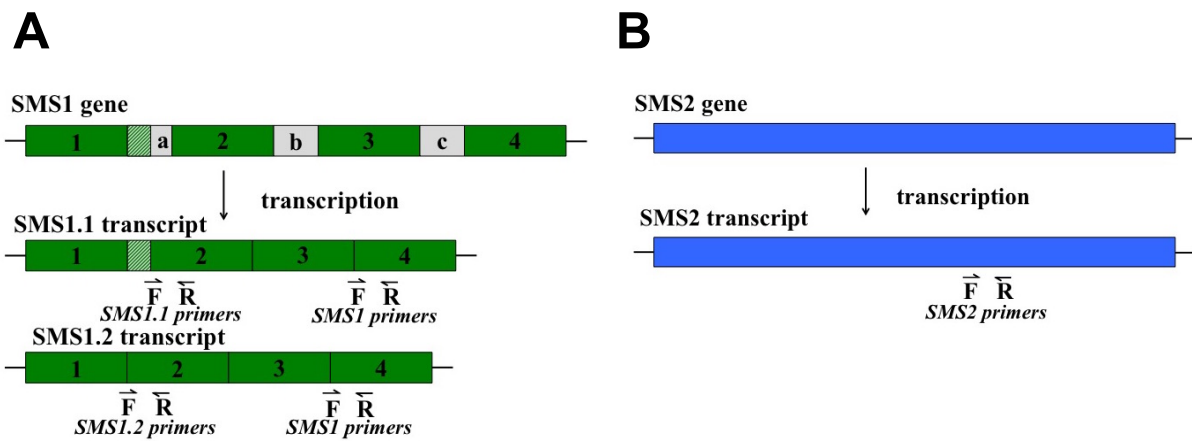 A
SMS1 gene
1 a 2 b 3 c 4
transcription
SMS1.1 transcript
1 2 3 4
F R F R
SMS1.1 primers SMS1 primers
SMS1.2 transcript
1 2 3 4
F R F R
SMS1.2 primers SMS1 primers
B
SMS2 gene
transcription
SMS2 transcript
F R
SMS2 primers